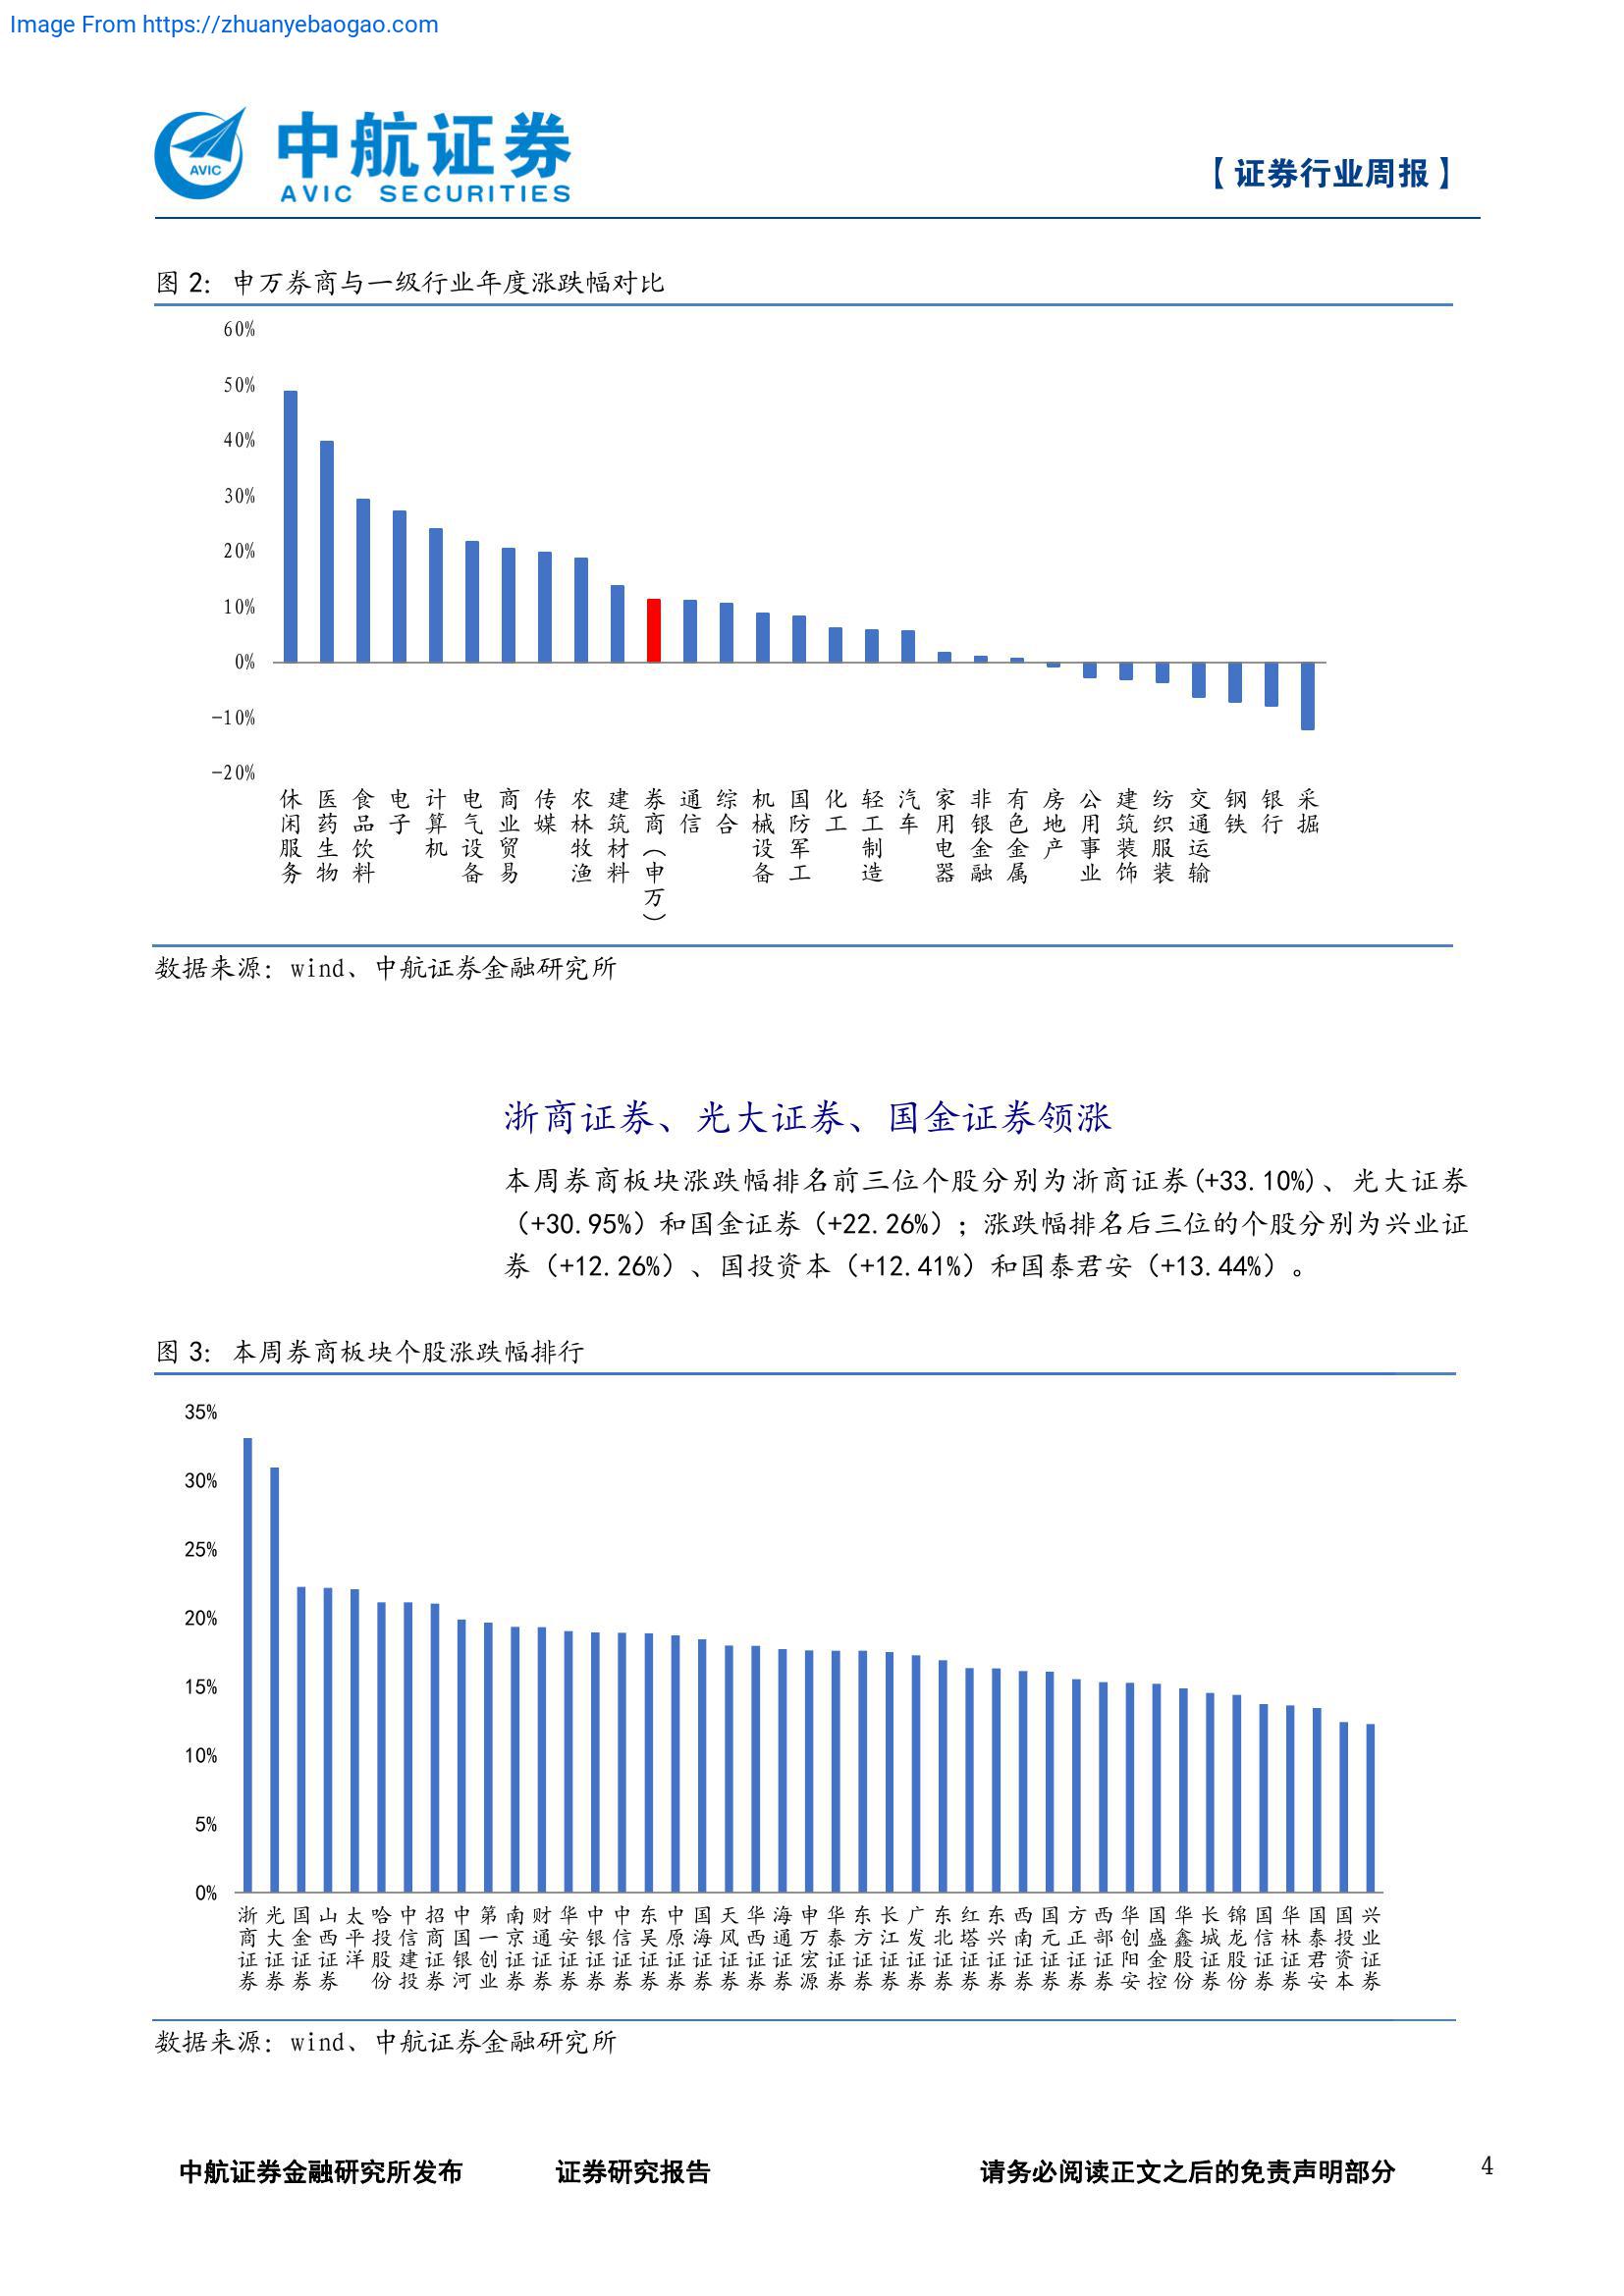 Image From https://zhuanyebaogao.com
AVIC
中航证券
AVIC SECURITIES
【证券行业周报】
图 2：申万券商与一级行业年度涨跌幅对比
60%
50%
40%
30%
20%
10%
0%
-10%
-20%
休闲服务
医药生物
食品饮料
电子
计算机
电气设备
商业贸易
传媒
农林牧渔
建筑材料
券商（申万）
通信
综合
机械设备
国防军工
化工
轻工制造
汽车
家用电器
非银金融
有色金属
房地产
公用事业
建筑装饰
纺织服装
交通运输
钢铁
银行
采掘
数据来源：wind、中航证券金融研究所
浙商证券、光大证券、国金证券领涨
本周券商板块涨跌幅排名前三位个股分别为浙商证券(+33.10%)、光大证券
（+30.95%）和国金证券（+22.26%）；涨跌幅排名后三位的个股分别为兴业证
券（+12.26%）、国投资本（+12.41%）和国泰君安（+13.44%）。
图 3：本周券商板块个股涨跌幅排行
35%
30%
25%
20%
15%
10%
5%
0%
浙商证券
光大证券
国金证券
山西证券
太平洋
哈投股份
中信建投
招商证券
中国银河
第一创业
南京证券
财通证券
华安证券
中银证券
中信证券
东吴证券
中原证券
国海证券
天风证券
华西证券
海通证券
申万宏源
华泰证券
东方证券
长江证券
广发证券
东北证券
红塔证券
东兴证券
西南证券
国元证券
方正证券
西部证券
华创阳安
国盛金控
华鑫股份
长城证券
锦龙股份
国信证券
华林证券
国泰君安
国投资本
兴业证券
数据来源：wind、中航证券金融研究所
中航证券金融研究所发布 证券研究报告 请务必阅读正文之后的免责声明部分 4